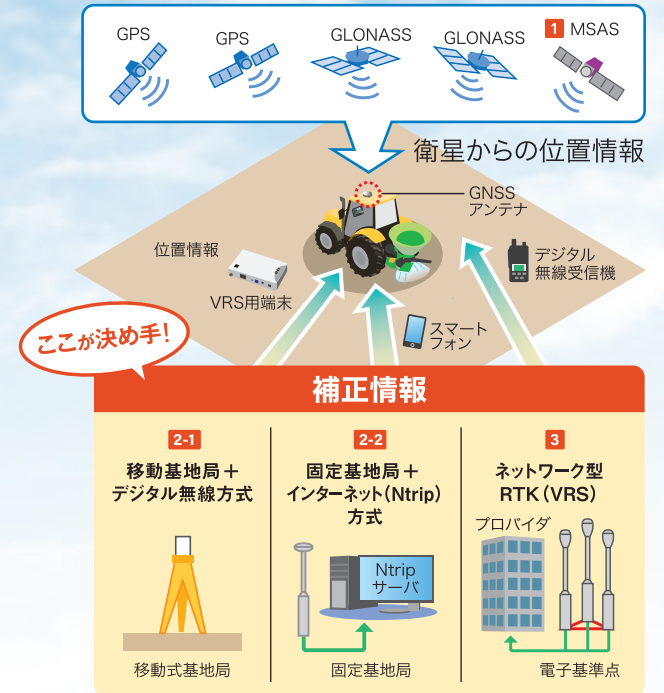 GPS
GPS
GLONASS
GLONASS
1 MSAS
衛星からの位置情報
GNSS
アンテナ
位置情報
VRS用端末
デジタル
無線受信機
スマート
フォン
ここが決め手!
補正情報
2-1
移動基地局+
デジタル無線方式
移動式基地局
2-2
固定基地局+
インターネット(Ntrip)
方式
Ntrip
サーバ
固定基地局
3
ネットワーク型
RTK(VRS)
プロバイダ
電子基準点